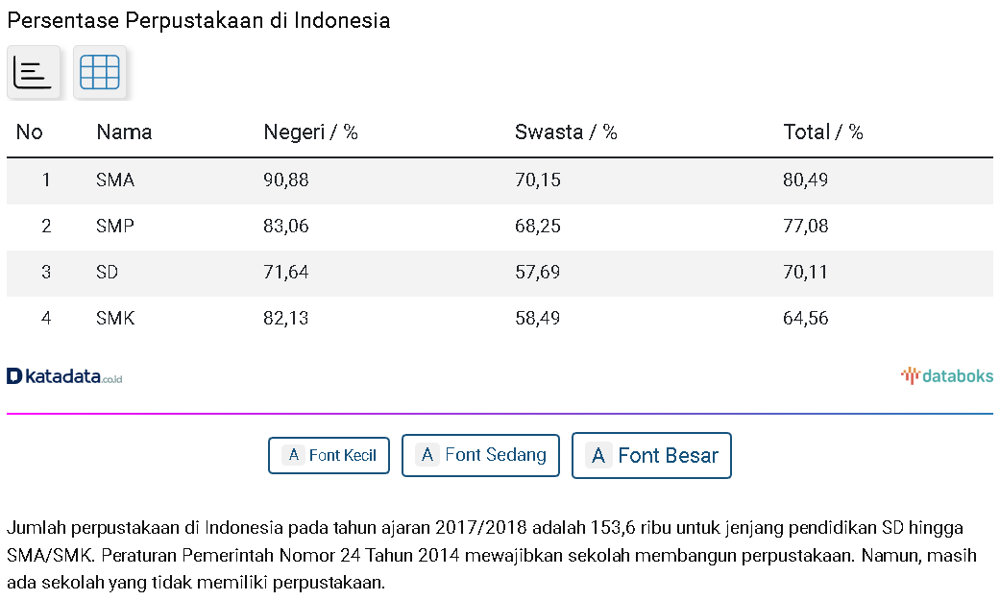 Persentase Perpustakaan di Indonesia
No Nama Negeri / % Swasta / % Total / %
1 SMA 90,88 70,15 80,49
2 SMP 83,06 68,25 77,08
3 SD 71,64 57,69 70,11
4 SMK 82,13 58,49 64,56
D katadata.co.id databoks
A Font Kecil A Font Sedang A Font Besar
Jumlah perpustakaan di Indonesia pada tahun ajaran 2017/2018 adalah 153,6 ribu untuk jenjang pendidikan SD hingga
SMA/SMK. Peraturan Pemerintah Nomor 24 Tahun 2014 mewajibkan sekolah membangun perpustakaan. Namun, masih
ada sekolah yang tidak memiliki perpustakaan.